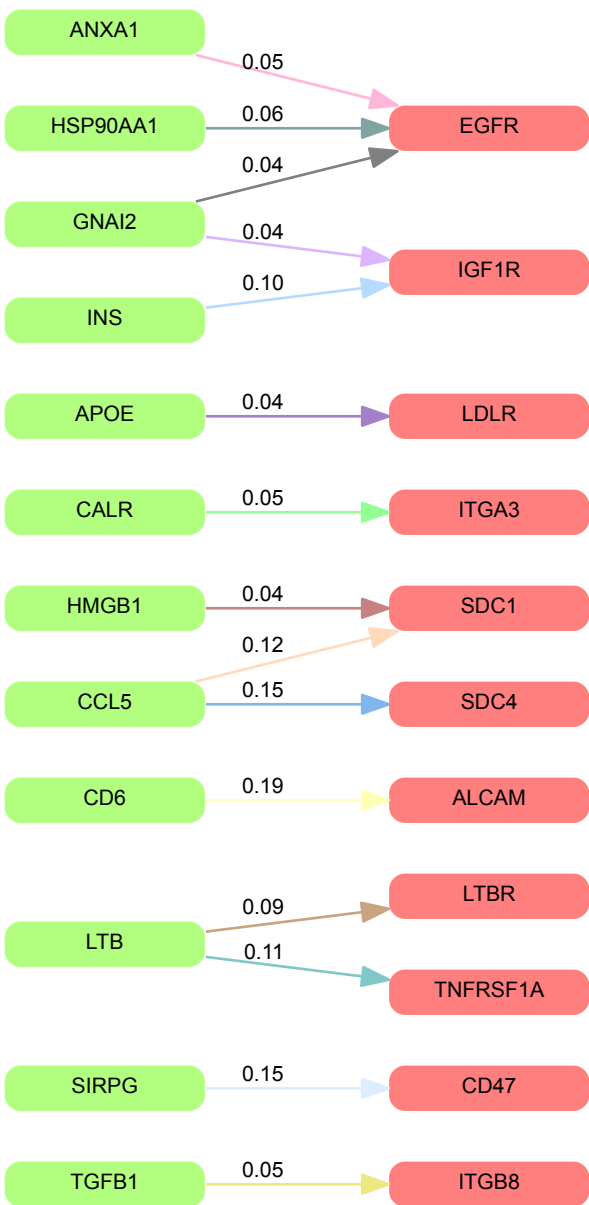 ANXA1
0.05
HSP90AA1 0.06 EGFR
0.04
GNAI2 0.04
IGF1R
0.10
INS
APOE 0.04 LDLR
CALR 0.05 ITGA3
HMGB1 0.04 SDC1
0.12
CCL5 0.15 SDC4
CD6 0.19 ALCAM
LTBR
0.09
LTB
0.11
TNFRSF1A
SIRPG 0.15 CD47
TGFB1 0.05 ITGB8